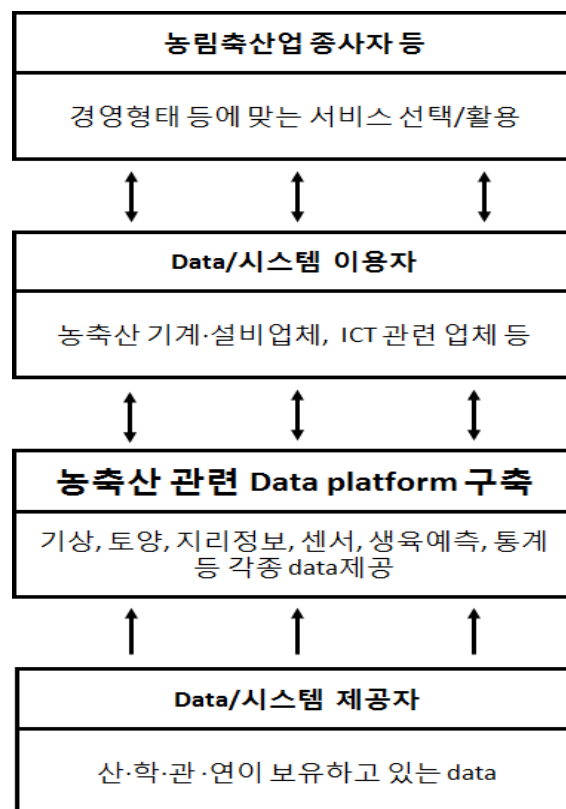 농림축산업 종사자 등
경영형태 등에 맞는 서비스 선택/활용
Data/시스템 이용자
농축산 기계·설비업체, ICT 관련 업체 등
농축산 관련 Data platform 구축
기상, 토양, 지리정보, 센서, 생육예측, 통계
등 각종 data제공
Data/시스템 제공자
산·학·관·연이 보유하고 있는 data